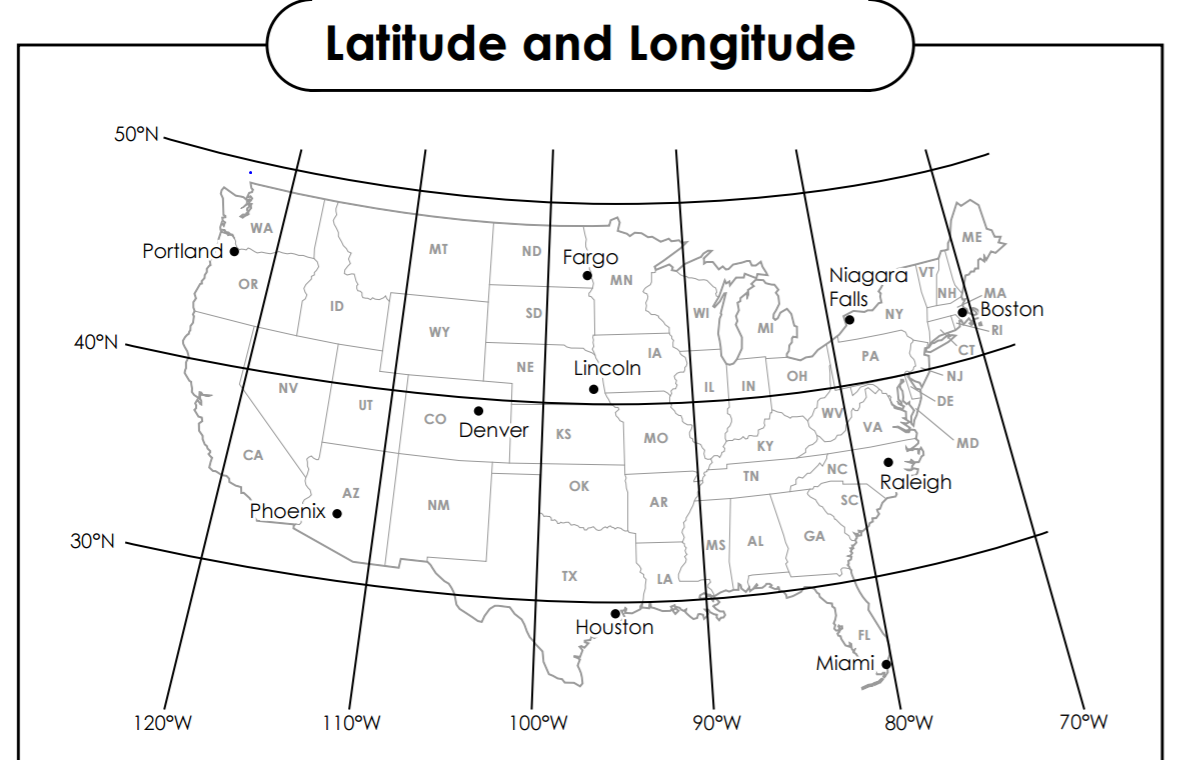 Latitude and Longitude
50°N
WA
ME
Portland
MT
ND
Fargo
MN
VT
Niagara
Falls
OR
ID
SD
WI
MI
NY
NH
MA
Boston
RI
40°N
WY
NE
IA
PA
CT
Lincoln
NV
UT
IL
IN
OH
NJ
DE
CO
Denver
KS
MO
KY
WV
VA
MD
CA
TN
NC
Raleigh
AZ
NM
OK
AR
SC
Phoenix
MS
AL
GA
30°N
TX
LA
Houston
FL
Miami
120°W
110°W
100°W
90°W
80°W
70°W